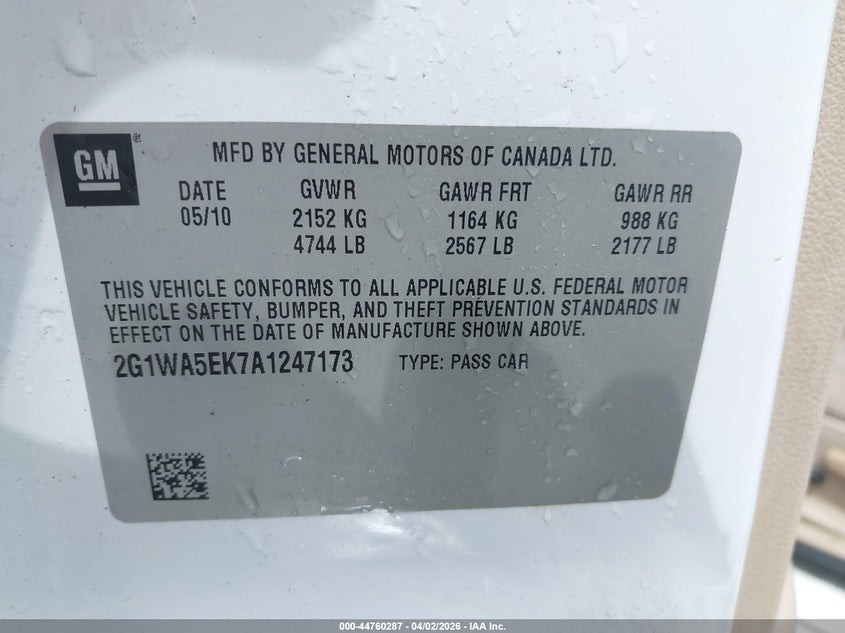 GM®
MFD BY GENERAL MOTORS OF CANADA LTD.
DATE GVWR GAWR FRT GAWR RR
05/10 2152 KG 1164 KG 988 KG
4744 LB 2567 LB 2177 LB
THIS VEHICLE CONFORMS TO ALL APPLICABLE U.S. FEDERAL MOTOR
VEHICLE SAFETY, BUMPER, AND THEFT PREVENTION STANDARDS IN
EFFECT ON THE DATE OF MANUFACTURE SHOWN ABOVE.
2G1WA5EK7A1247173 TYPE: PASS CAR
000-44760287 - 04/02/2026 - IAA Inc.